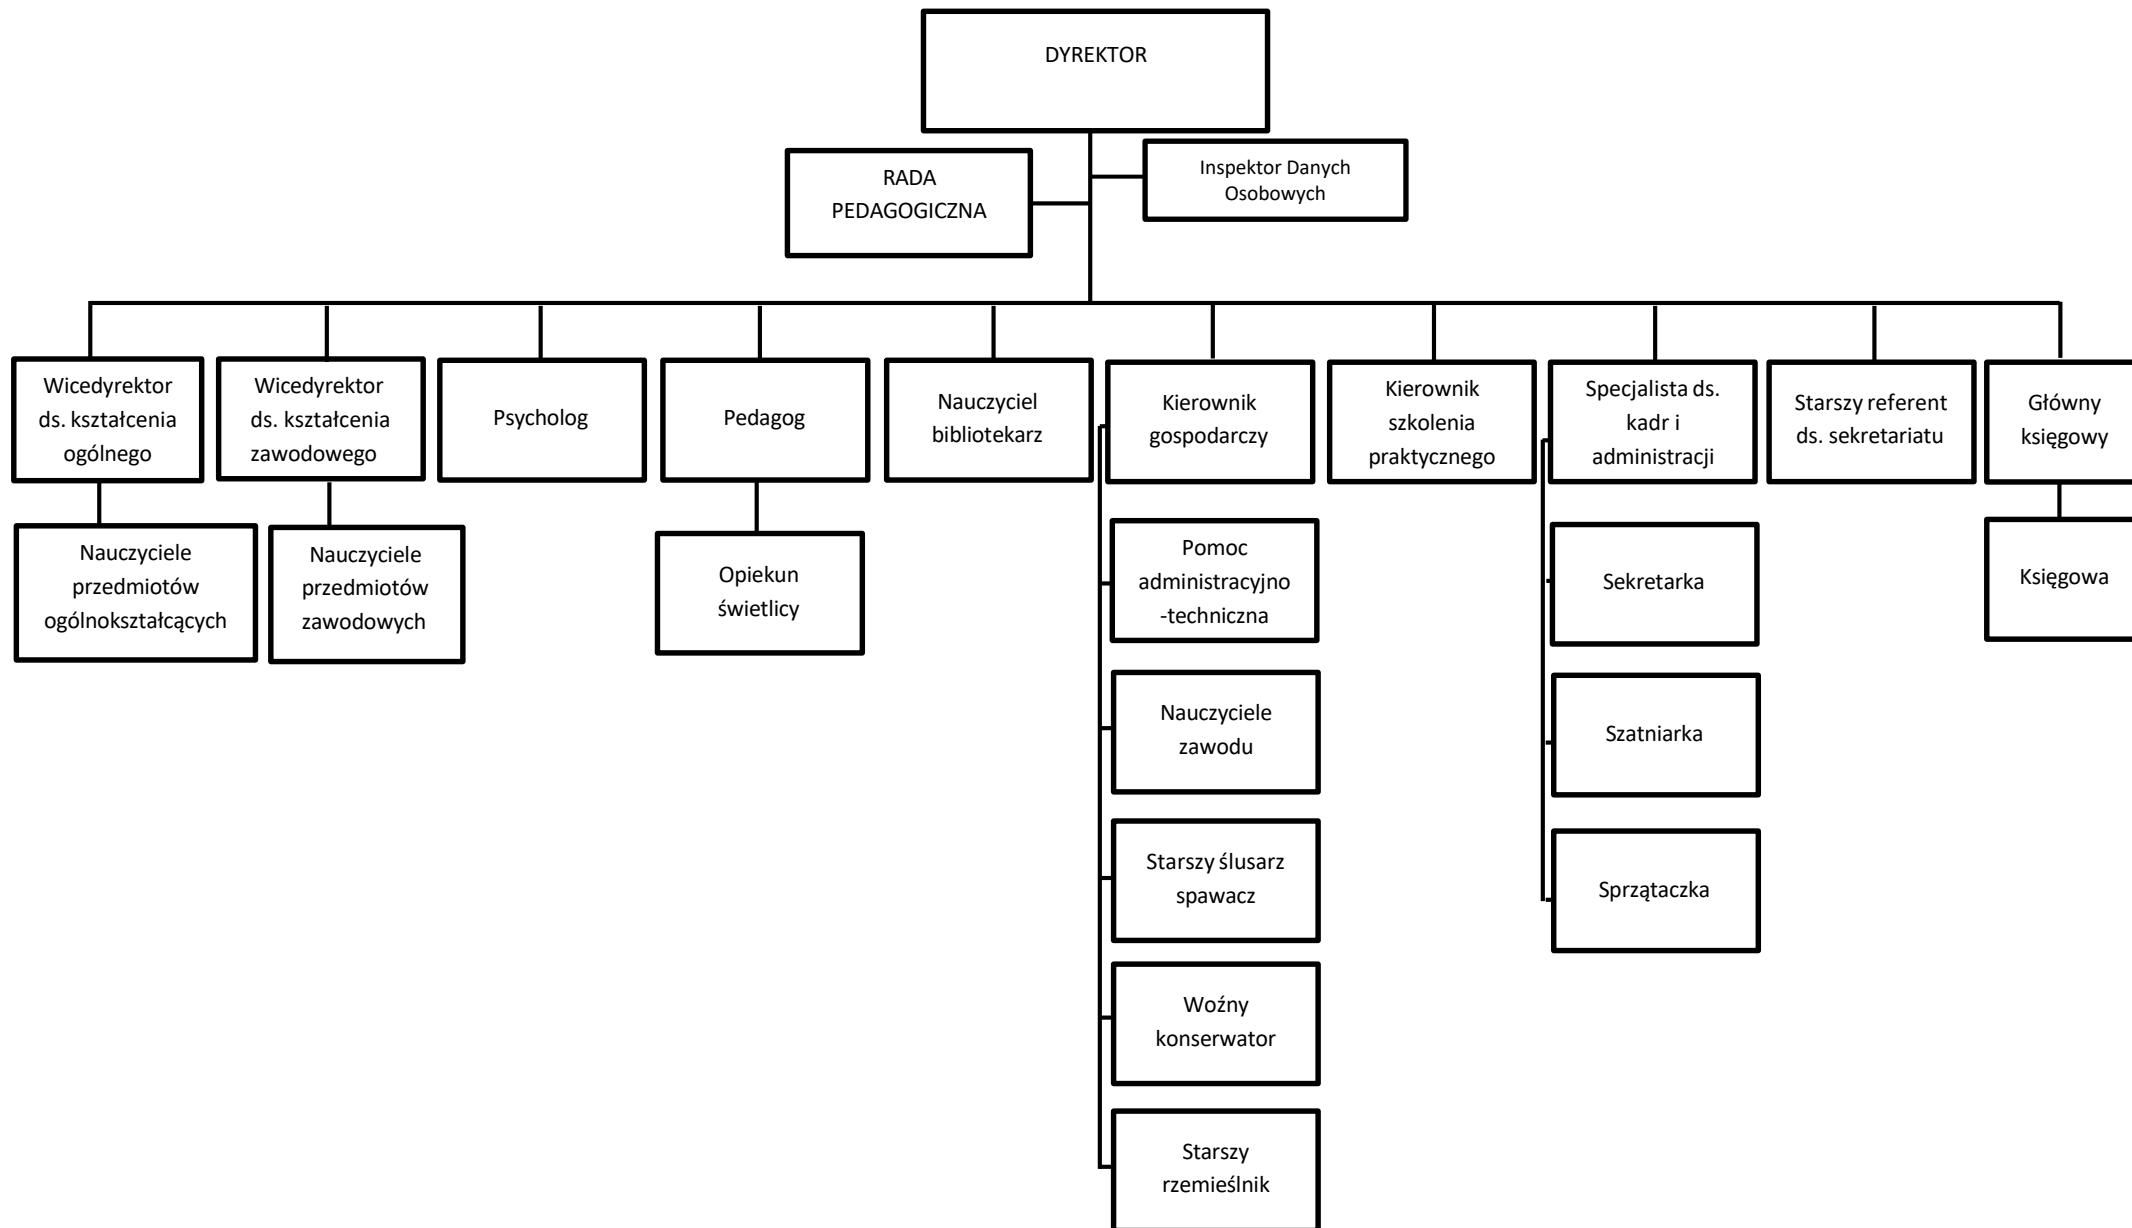 DYREKTOR
RADA
PEDAGOGICZNA
Inspektor Danych
Osobowych
Wicedyrektor
ds. kształcenia
ogólnego
Wicedyrektor
ds. kształcenia
zawodowego
Psycholog
Pedagog
Nauczyciel
bibliotekarz
Kierownik
gospodarczy
Kierownik
szkolenia
praktycznego
Specjalista ds.
kadr i
administracji
Starszy referent
ds. sekretariatu
Główny
księgowy
Nauczyciele
przedmiotów
ogólnokształcących
Nauczyciele
przedmiotów
zawodowych
Opiekun
świetlicy
Pomoc
administracyjno
-techniczna
Sekretarka
Księgowa
Nauczyciele
zawodu
Szatniarka
Starszy ślusarz
spawacz
Sprzątaczka
Woźny
konserwator
Starszy
rzemieślnik